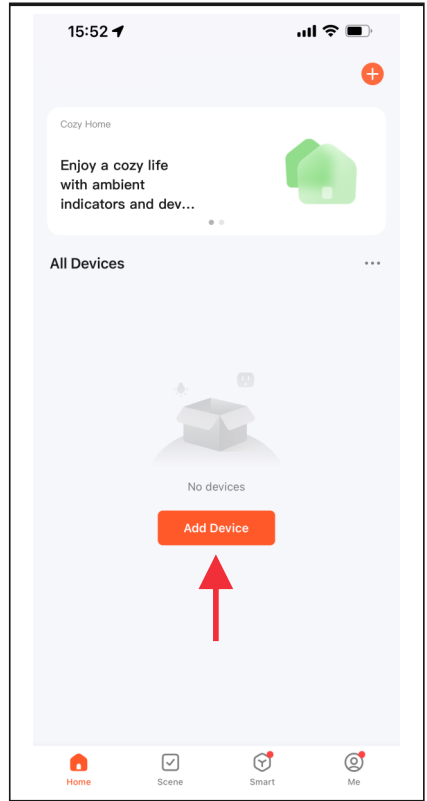 15:52
Cozy Home
Enjoy a cozy life
with ambient
indicators and dev...
All Devices
No devices
Add Device
Home
Scene
Smart
Me